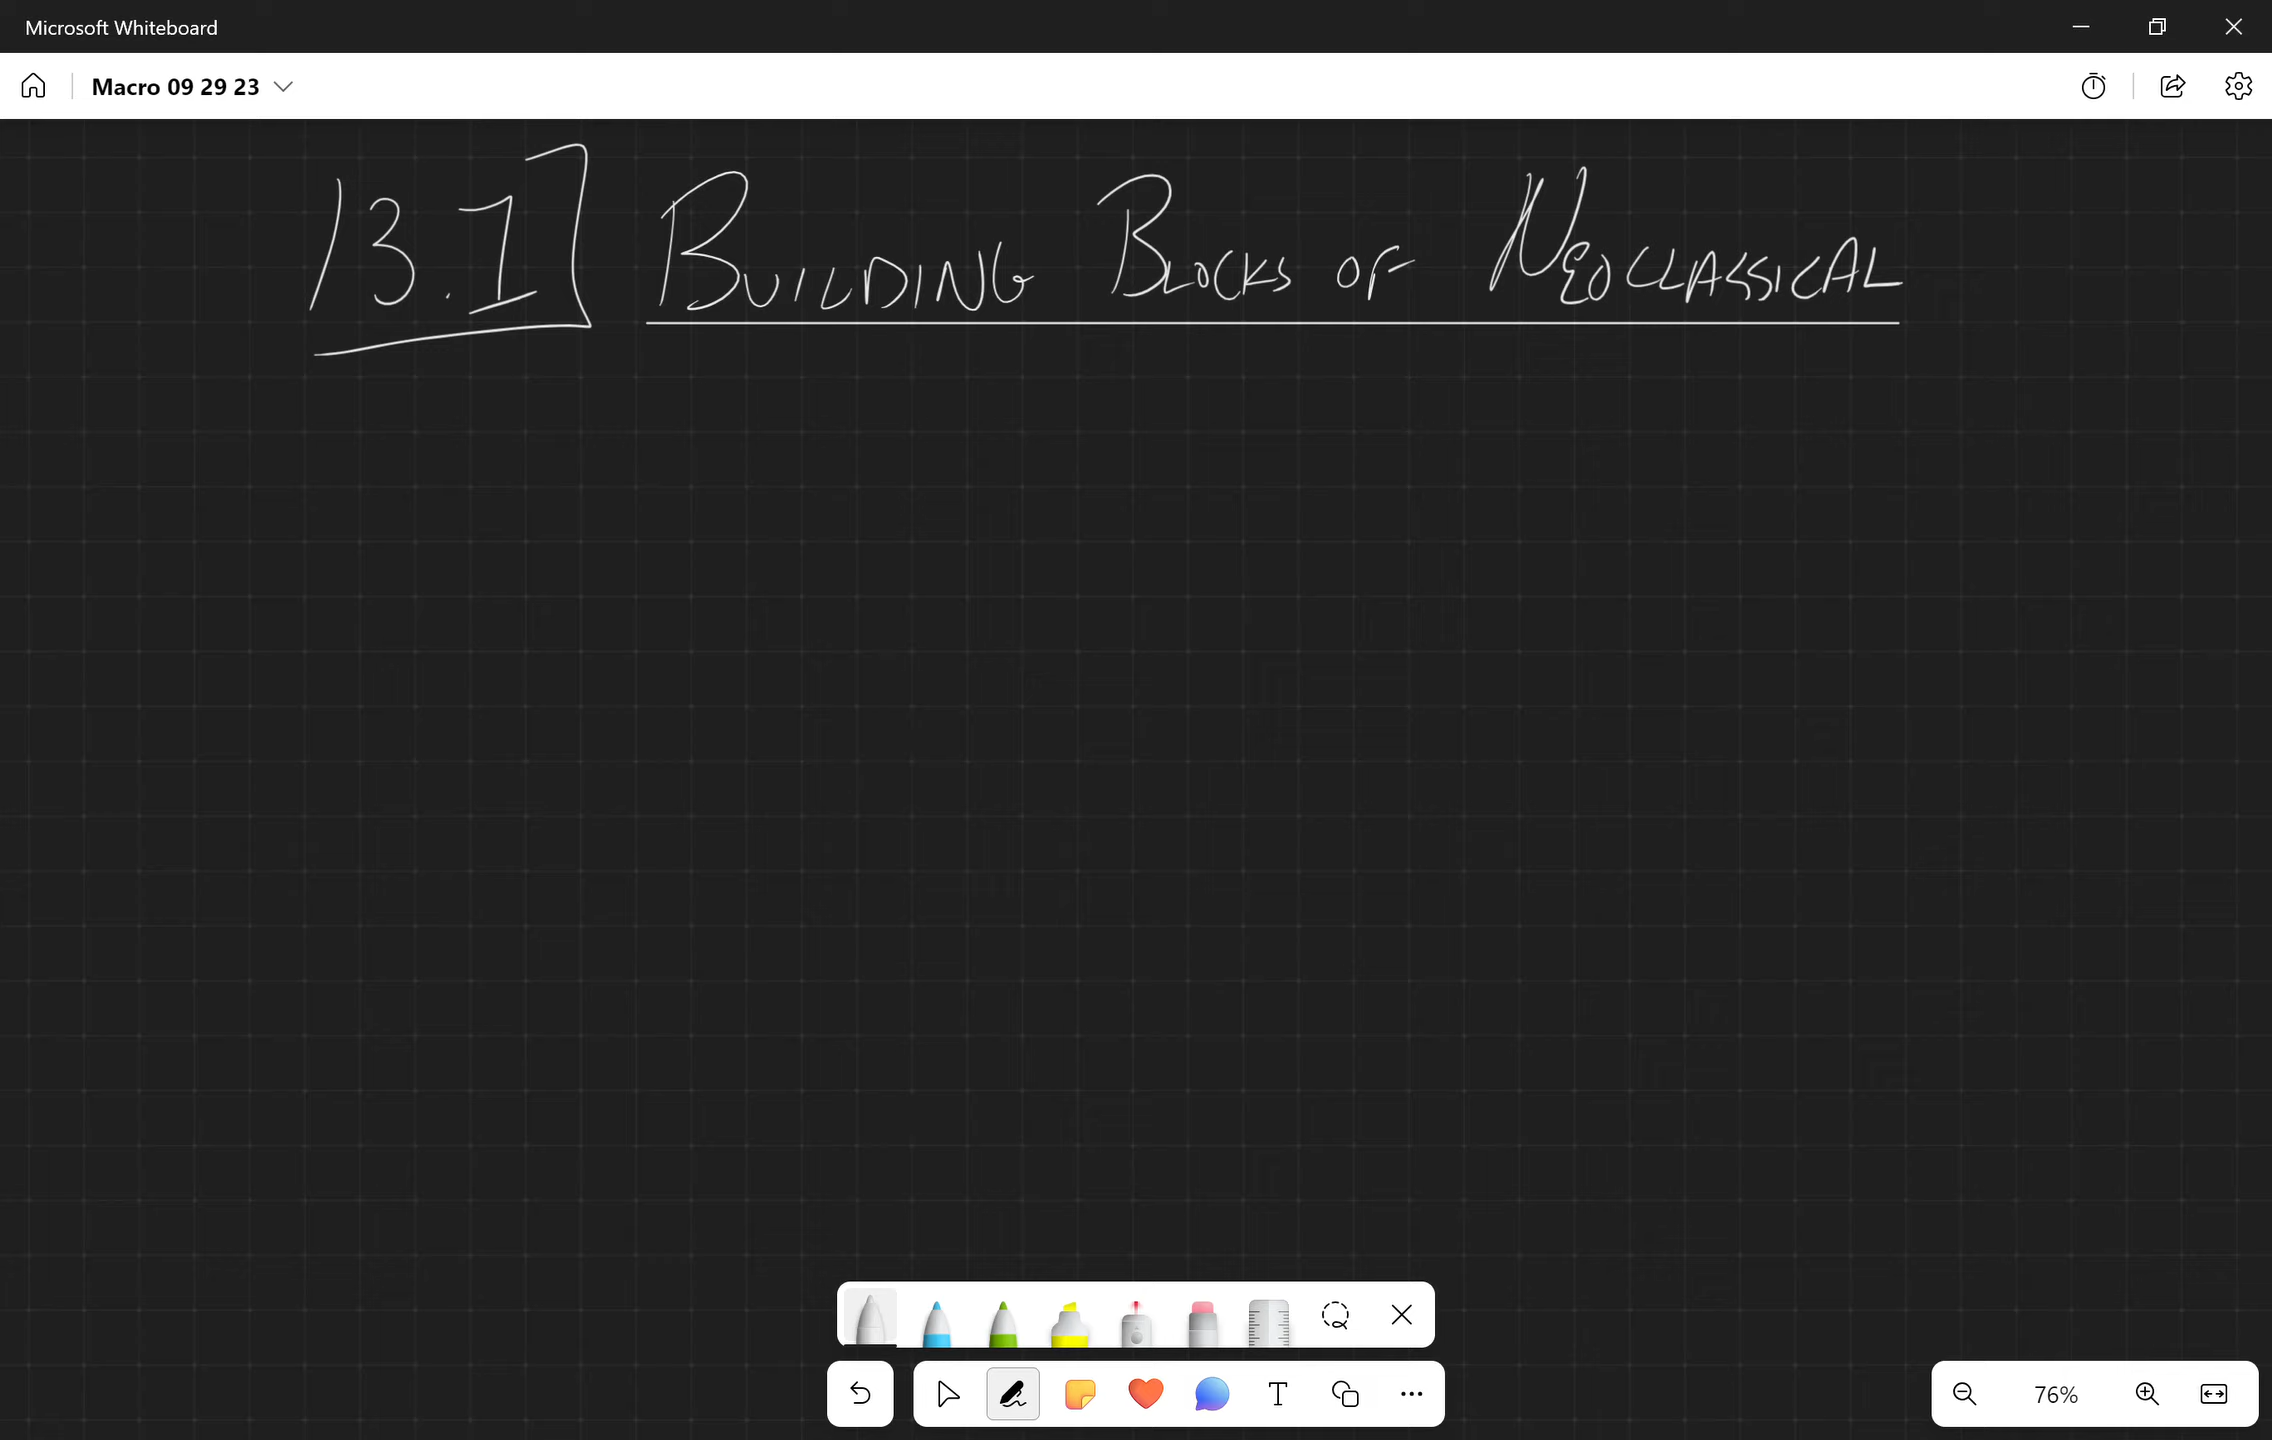 Microsoft Whiteboard
Macro 09 29 23
13.1] BUILDING BLOCKS OF NEOCLASSICAL
T
76%